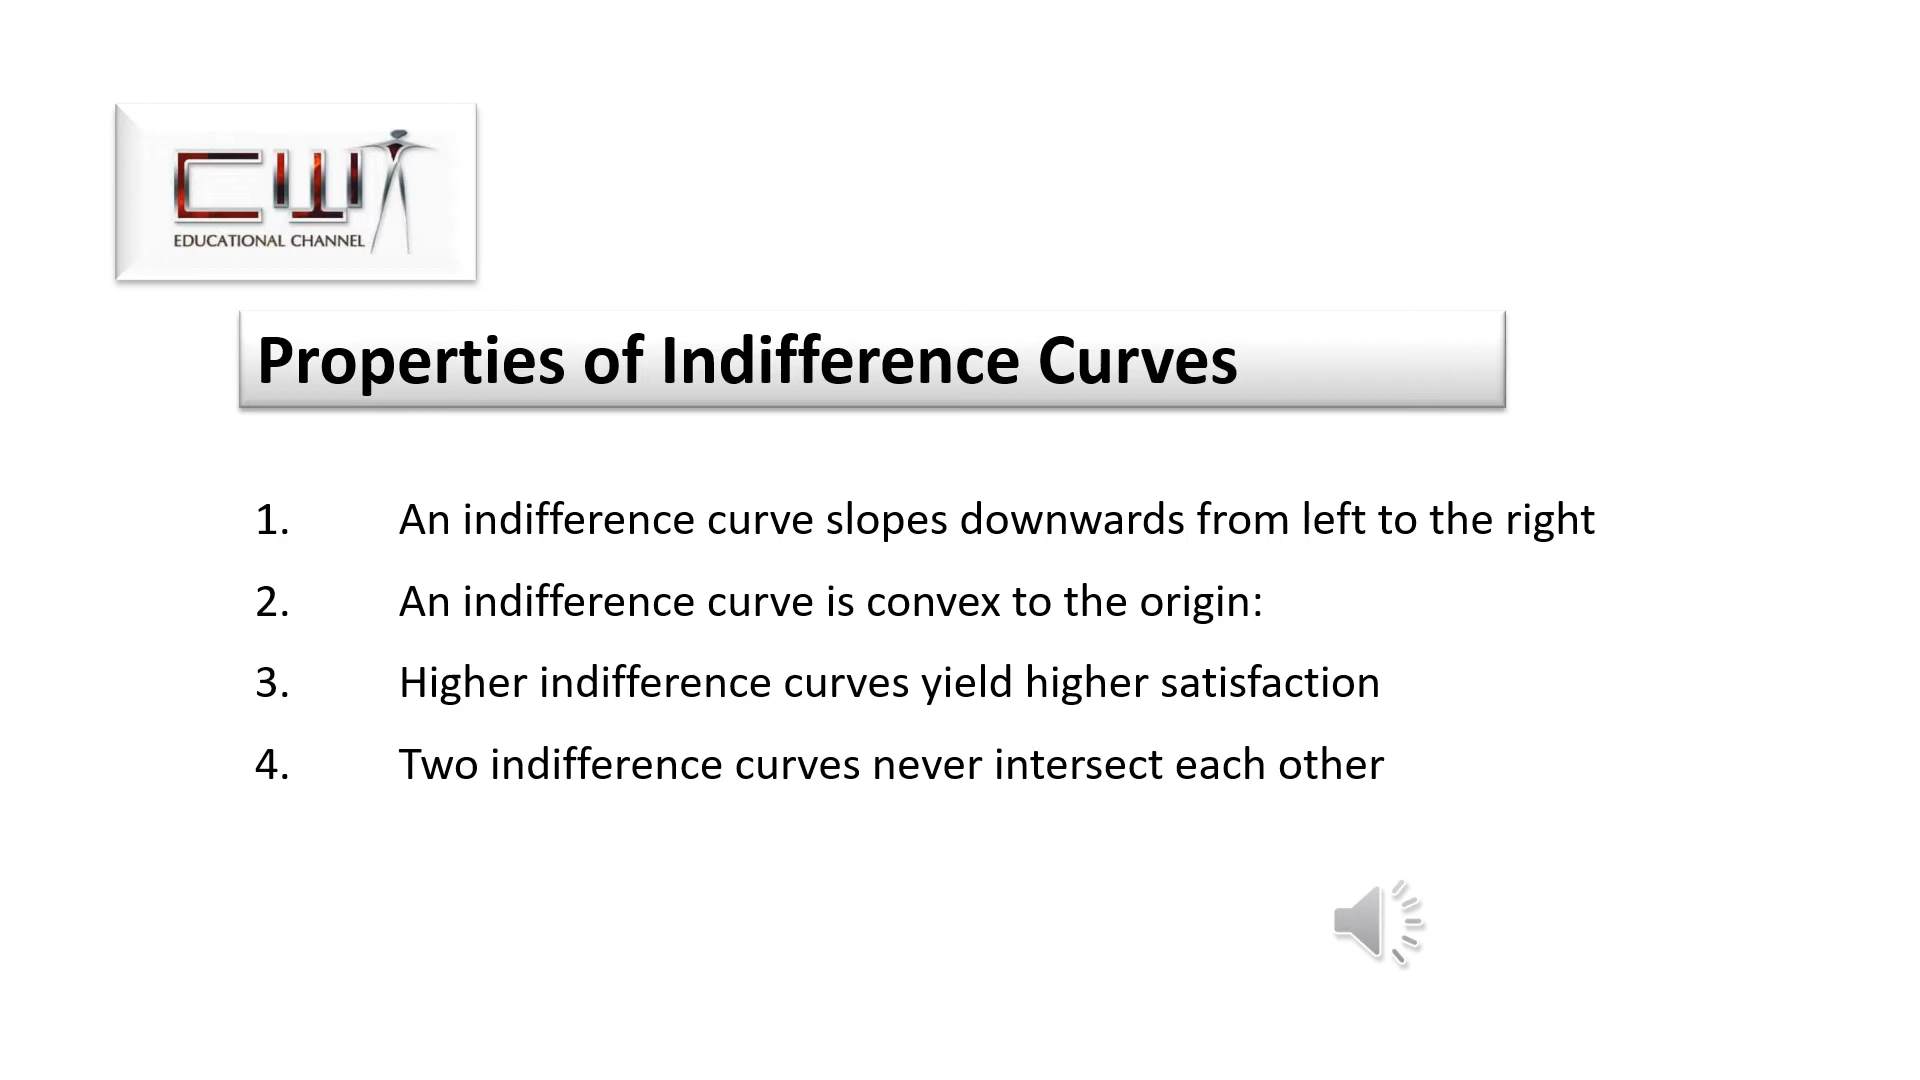 CW
EDUCATIONAL CHANNEL
Properties of Indifference Curves
1. An indifference curve slopes downwards from left to the right
2. An indifference curve is convex to the origin:
3. Higher indifference curves yield higher satisfaction
4. Two indifference curves never intersect each other